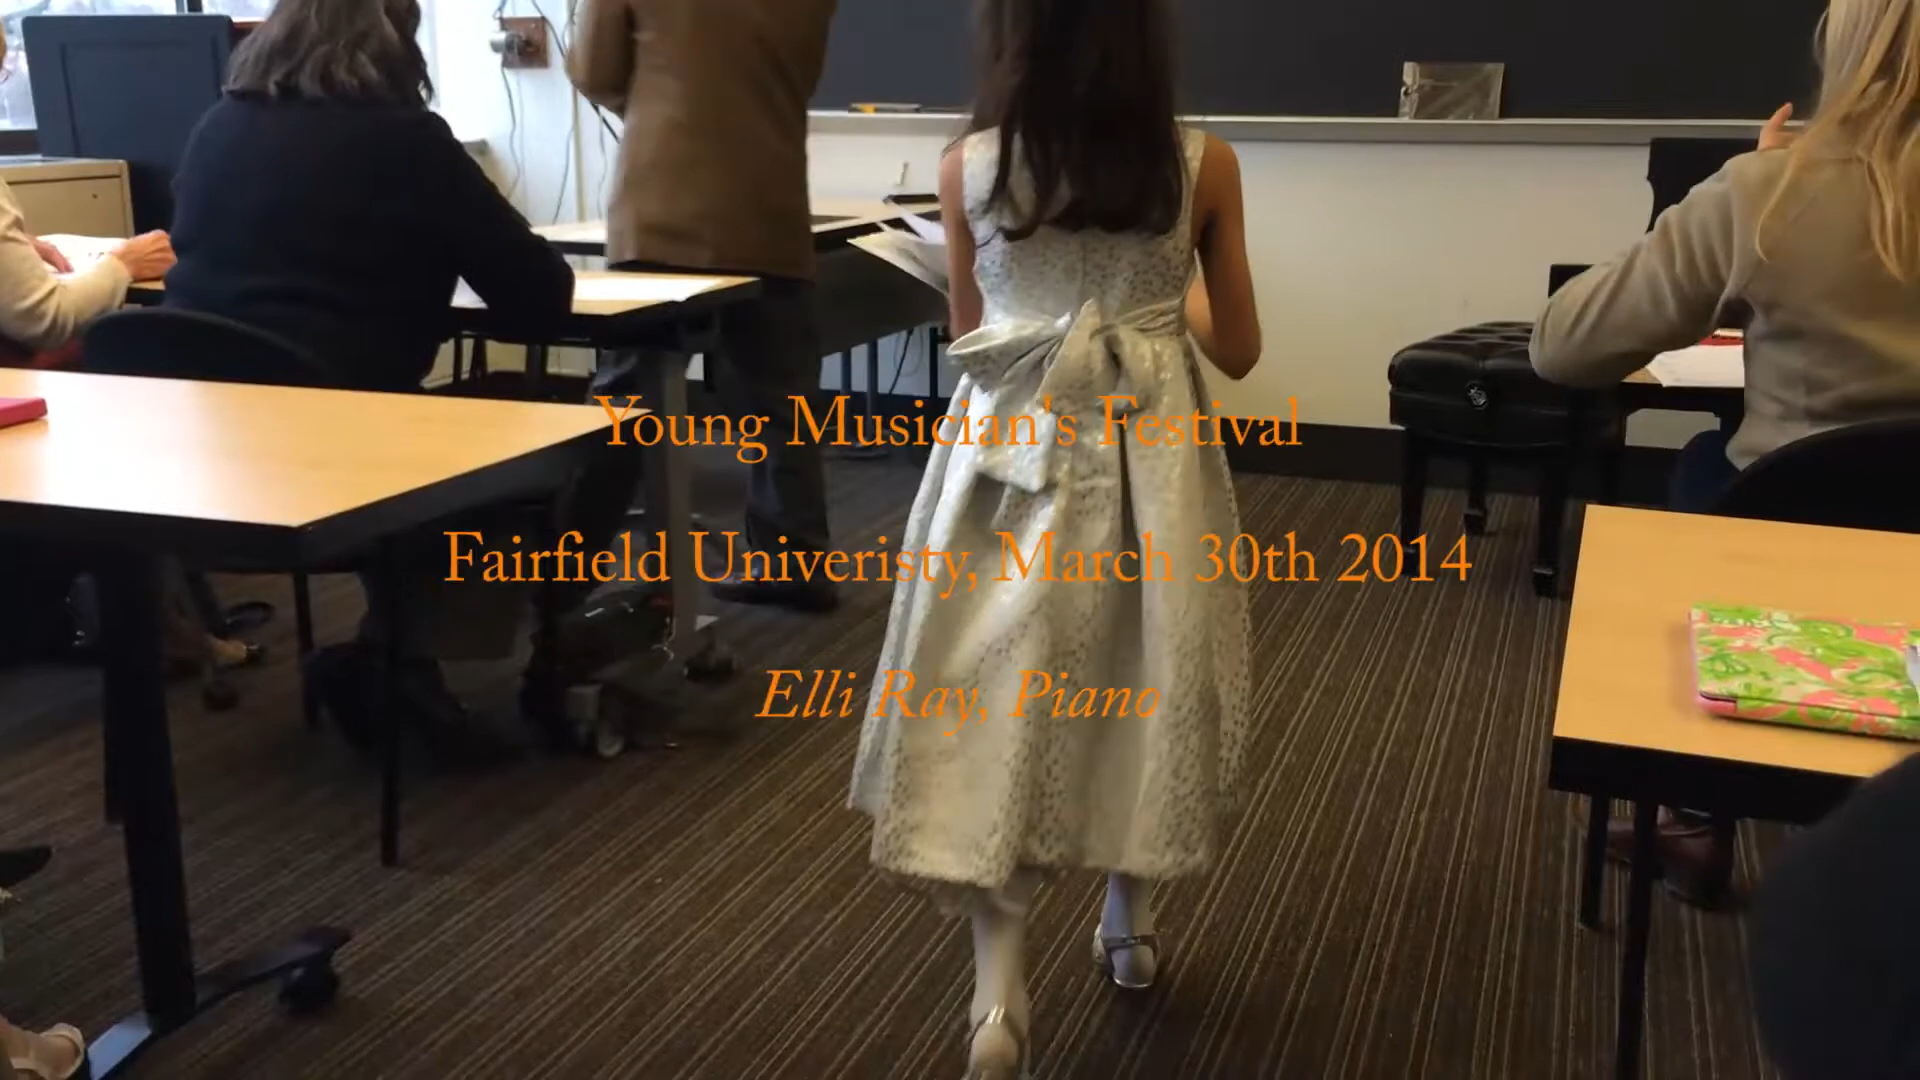 Young Musician's Festival
Fairfield Univeristy, March 30th 2014
Elli Ray, Piano